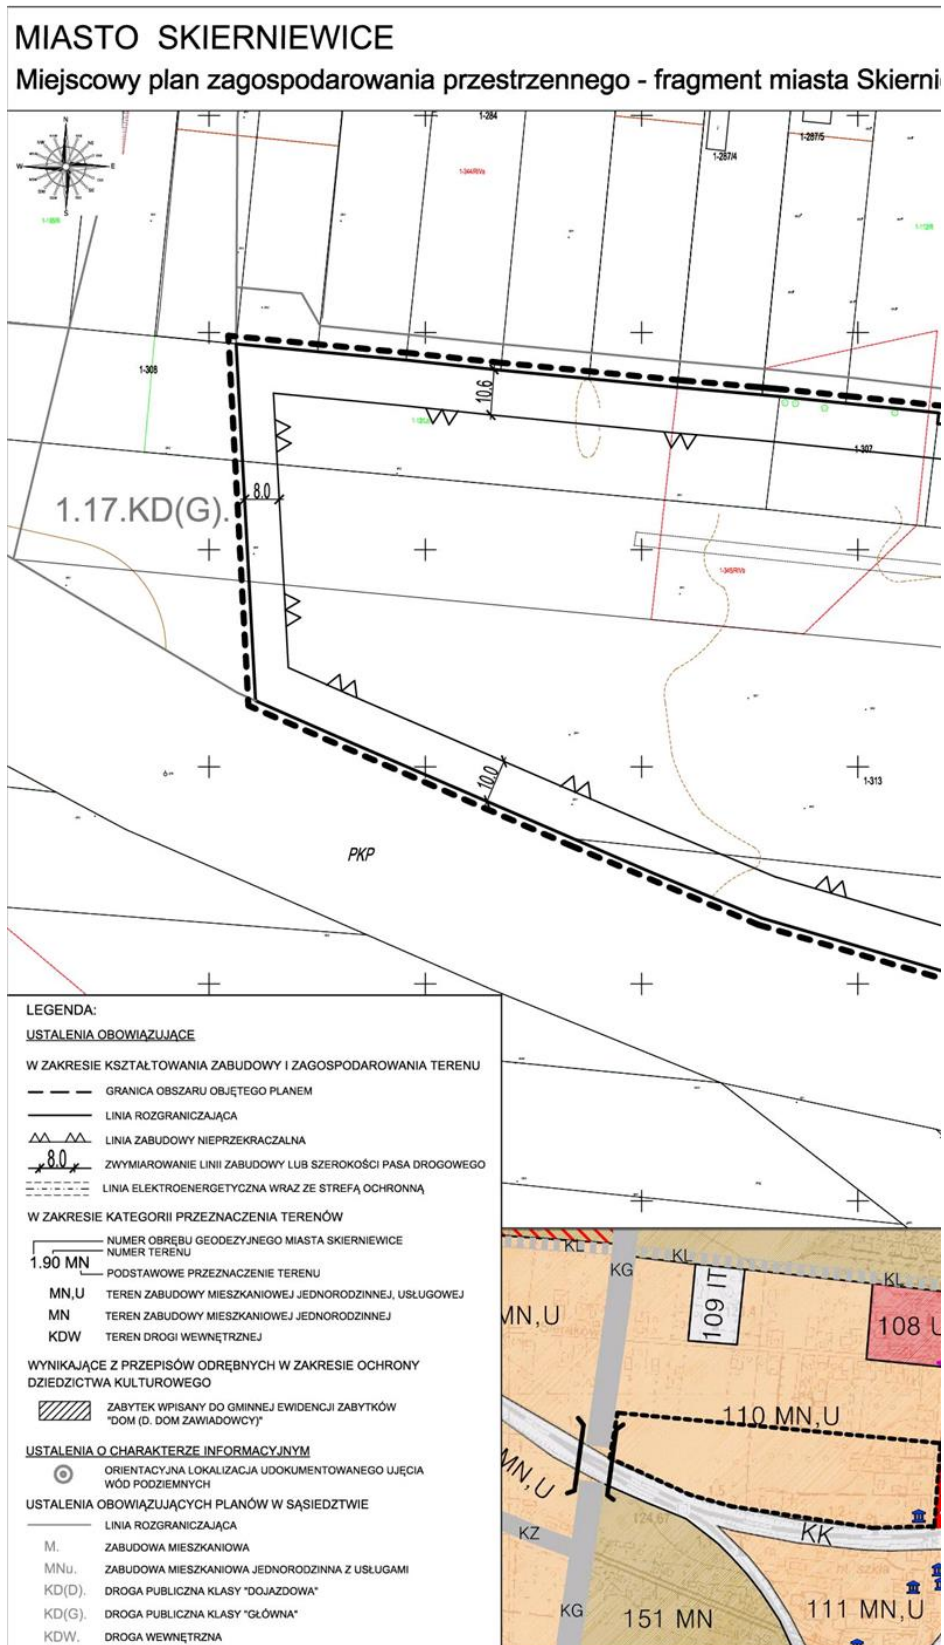 MIASTO SKIERNIEWICE
Miejscowy plan zagospodarowania przestrzennego - fragment miasta Skierni
N
W
E
S
1-284
1-287/4
1-287/5
1-308
10,6
1-307
8.0
1.17.KD(G).
10.0
1-313
PKP
LEGENDA:
USTALENIA OBOWIĄZUJĄCE
W ZAKRESIE KSZTAŁTOWANIA ZABUDOWY I ZAGOSPODAROWANIA TERENU
GRANICA OBSZARU OBJĘTEGO PLANEM
LINIA ROZGRANICZAJĄCA
LINIA ZABUDOWY NIEPRZEKRACZALNA
8.0 ZWYMIAROWANIE LINII ZABUDOWY LUB SZEROKOŚCI PASA DROGOWEGO
LINIA ELEKTROENERGETYCZNA WRAZ ZE STREFĄ OCHRONNĄ
W ZAKRESIE KATEGORII PRZEZNACZENIA TERENÓW
NUMER OBRĘBU GEODEZYJNEGO MIASTA SKIERNIEWICE
NUMER TERENU
1.90 MN
PODSTAWOWE PRZEZNACZENIE TERENU
MN,U TEREN ZABUDOWY MIESZKANIOWEJ JEDNORODZINNEJ, USŁUGOWEJ
MN TEREN ZABUDOWY MIESZKANIOWEJ JEDNORODZINNEJ
KDW TEREN DROGI WEWNĘTRZNEJ
WYNIKAJĄCE Z PRZEPISÓW ODRĘBNYCH W ZAKRESIE OCHRONY
DZIEDZICTWA KULTUROWEGO
ZABYTEK WPISANY DO GMINNEJ EWIDENCJI ZABYTKÓW
"DOM (D. DOM ZAWIADOWCY)"
USTALENIA O CHARAKTERZE INFORMACYJNYM
ORIENTACYJNA LOKALIZACJA UDOKUMENTOWANEGO UJĘCIA
WÓD PODZIEMNYCH
USTALENIA OBOWIĄZUJĄCYCH PLANÓW W SĄSIEDZTWIE
LINIA ROZGRANICZAJĄCA
M. ZABUDOWA MIESZKANIOWA
MNu. ZABUDOWA MIESZKANIOWA JEDNORODZINNA Z USŁUGAMI
KD(D). DROGA PUBLICZNA KLASY "DOJAZDOWA"
KD(G). DROGA PUBLICZNA KLASY "GŁÓWNA"
KDW. DROGA WEWNĘTRZNA
KL
KG
KL
KL
MN,U
109 IT
108 U
110 MN,U
MN,U
KZ
KK
KG
151 MN
111 MN,U